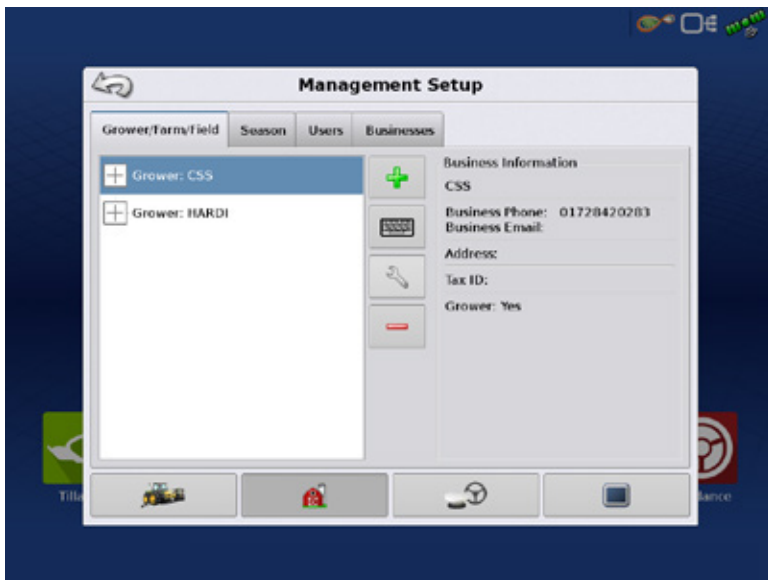 Management Setup
Grower/Farm/Field
Season
Users
Businesses
Grower: CSS
Grower: HARDI
Business Information
CSS
Business Phone: 01728420283
Business Email:
Address:
Tax ID:
Grower: Yes
Tilla
lance